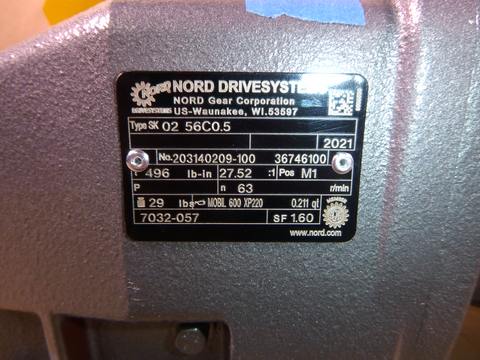 NORD DRIVESYSTEMS
NORD Gear Corporation
DRIVESYSTEMS US-Waunakee, WI.53597
Type SK 02 56C0.5
2021
No. 203140209-100 36746100
496 lb-in 27.52 :1 Pos M1
P n 63 r/min
29 lbs MOBIL 600 XP220 0.211 qt
7032-057 SF 1.60
MEMBER
www.nord.com